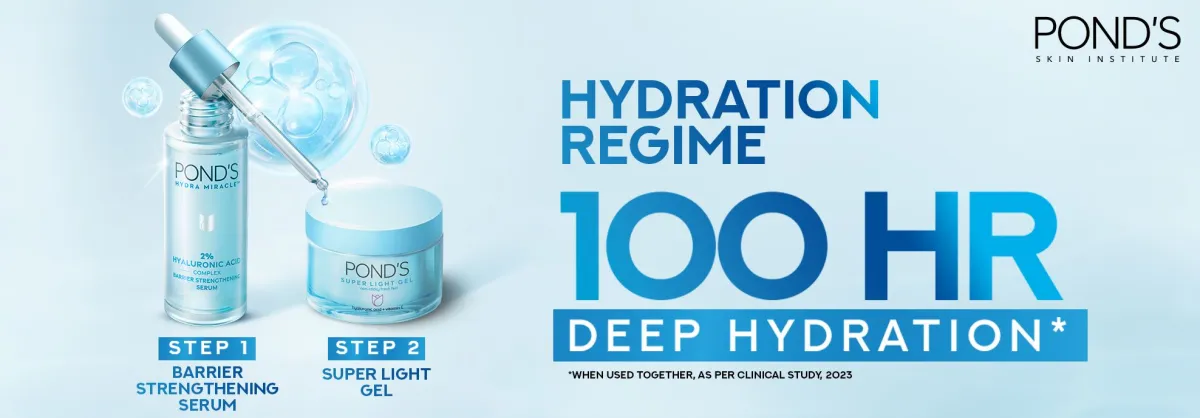 POND'S
SKIN INSTITUTE
HYDRATION
REGIME
100 HR
DEEP HYDRATION*
*WHEN USED TOGETHER, AS PER CLINICAL STUDY, 2023
POND'S
HYDRA MIRACLE™
2%
HYALURONIC ACID
COMPLEX
BARRIER STRENGTHENING
SERUM
POND'S
SUPER LIGHT GEL
STEP 1
BARRIER
STRENGTHENING
SERUM
STEP 2
SUPER LIGHT
GEL